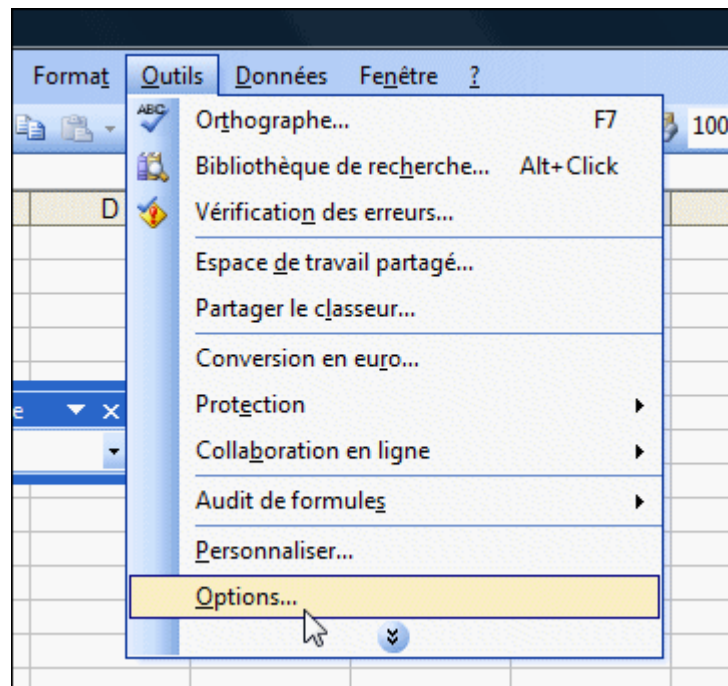 Format Outils Données Fenêtre ?
100
D
ABC Orthographe... F7
Bibliothèque de recherche... Alt+Click
Vérification des erreurs...
Espace de travail partagé...
Partager le classeur...
Conversion en euro...
Protection
Collaboration en ligne
Audit de formules
Personnaliser...
Options...